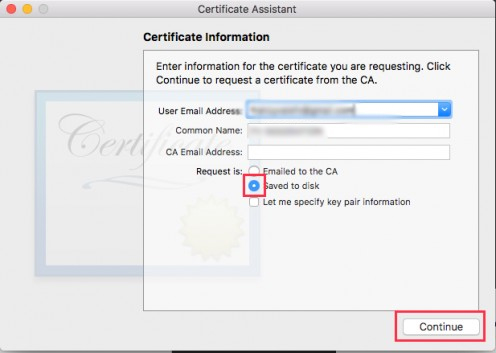 Certificate Assistant
Certificate Information
Enter information for the certificate you are requesting. Click
Continue to request a certificate from the CA.
User Email Address:
Common Name:
CA Email Address:
Request is: Emailed to the CA
Saved to disk
Let me specify key pair information
Certificate
Continue